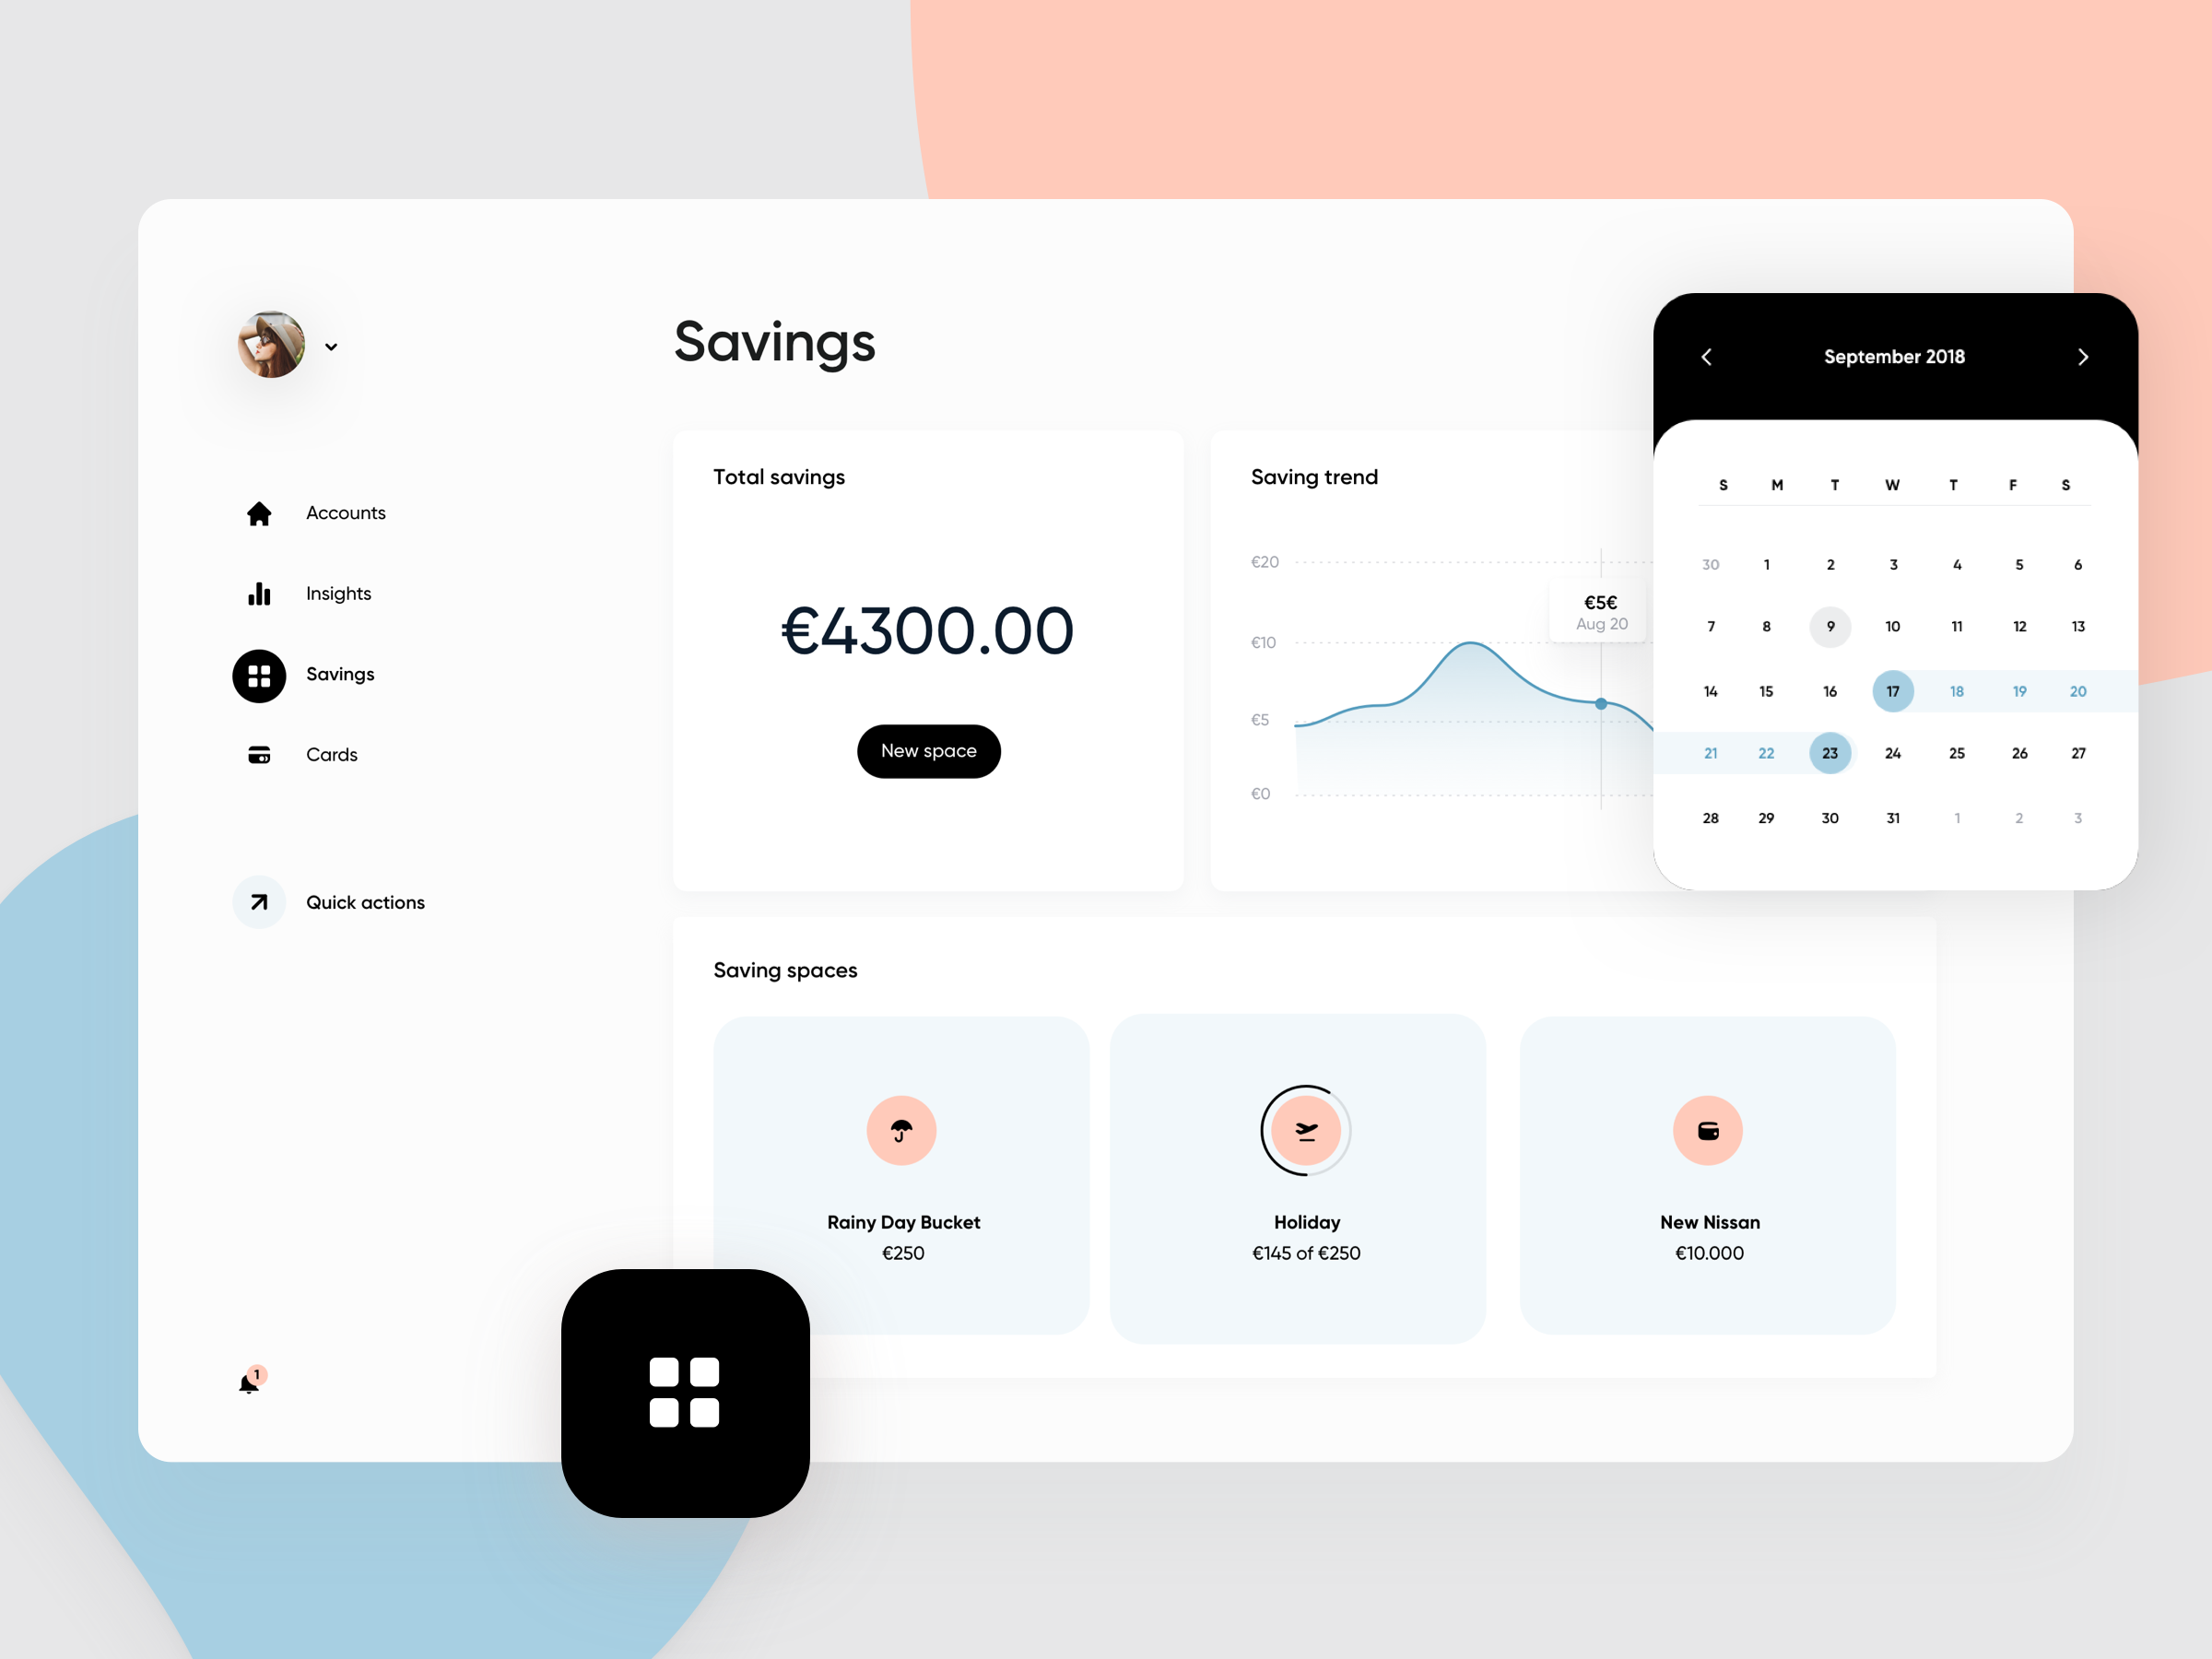 Savings
September 2018
Accounts
Insights
Savings
Cards
Quick actions
1
Total savings
€4300.00
New space
Saving trend
€20
€10
€5
€0
€5€
Aug 20
S M T W T F S
30 1 2 3 4 5 6
7 8 9 10 11 12 13
14 15 16 17 18 19 20
21 22 23 24 25 26 27
28 29 30 31 1 2 3
Saving spaces
Rainy Day Bucket
€250
Holiday
€145 of €250
New Nissan
€10.000